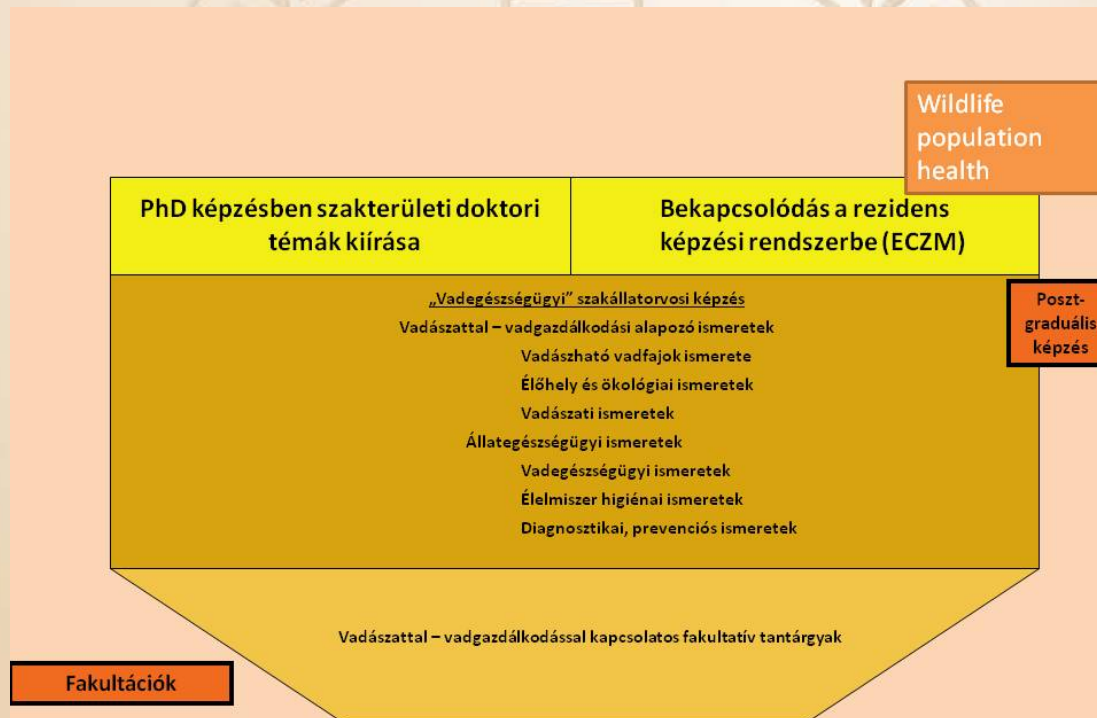 Wildlife
population
health
PhD képzésben szakterületi doktori
témák kiírása
Bekapcsolódás a rezidens
képzési rendszerbe (ECZM)
„Vadegészségügyi” szakállatorvosi képzés
Vadászattal – vadgazdálkodási alapozó ismeretek
Vadászható vadfajok ismerete
Élőhely és ökológiai ismeretek
Vadászati ismeretek
Állategészségügyi ismeretek
Vadegészségügyi ismeretek
Élelmiszer higiénai ismeretek
Diagnosztikai, prevenciós ismeretek
Poszt-
graduális
képzés
Vadászattal – vadgazdálkodással kapcsolatos fakultatív tantárgyak
Fakultációk